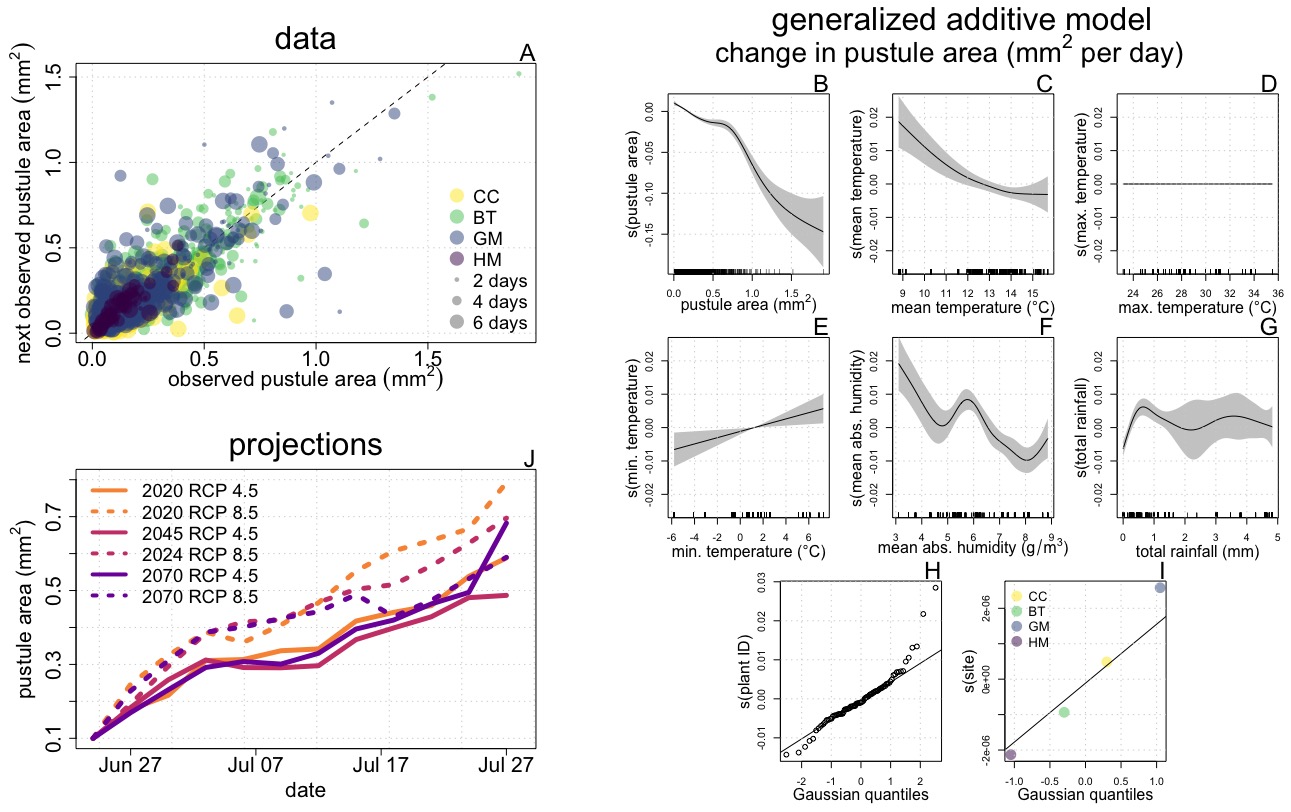 data
A
next observed pustule area (mm2)
1.5
1.0
0.5
0.0
CC
BT
GM
HM
2 days
4 days
6 days
0.0 0.5 1.0 1.5
observed pustule area (mm2)
generalized additive model
change in pustule area (mm2 per day)
B
s(pustule area)
0.00
-0.05
-0.10
-0.15
0.0 0.5 1.0 1.5
pustule area (mm2)
C
s(mean temperature)
0.02
0.01
0.00
-0.01
-0.02
9 10 11 12 13 14 15
mean temperature (°C)
D
s(max. temperature)
0.02
0.01
0.00
-0.01
-0.02
24 26 28 30 32 34 36
max. temperature (°C)
E
s(min. temperature)
0.02
0.01
0.00
-0.01
-0.02
-6 -4 -2 0 2 4 6
min. temperature (°C)
F
s(mean abs. humidity)
0.02
0.01
0.00
-0.01
-0.02
3 4 5 6 7 8 9
mean abs. humidity (g/m3)
G
s(total rainfall)
0.02
0.01
0.00
-0.01
-0.02
0 1 2 3 4 5
total rainfall (mm)
H
s(plant ID)
0.03
0.02
0.01
0.00
-0.01
-2 -1 0 1 2
Gaussian quantiles
I
CC
BT
GM
HM
s(site)
2e-06
0e+00
-2e-06
-1.0 -0.5 0.0 0.5 1.0
Gaussian quantiles
projections
J
pustule area (mm2)
0.7
0.5
0.3
0.1
2020 RCP 4.5
2020 RCP 8.5
2045 RCP 4.5
2024 RCP 8.5
2070 RCP 4.5
2070 RCP 8.5
Jun 27 Jul 07 Jul 17 Jul 27
date